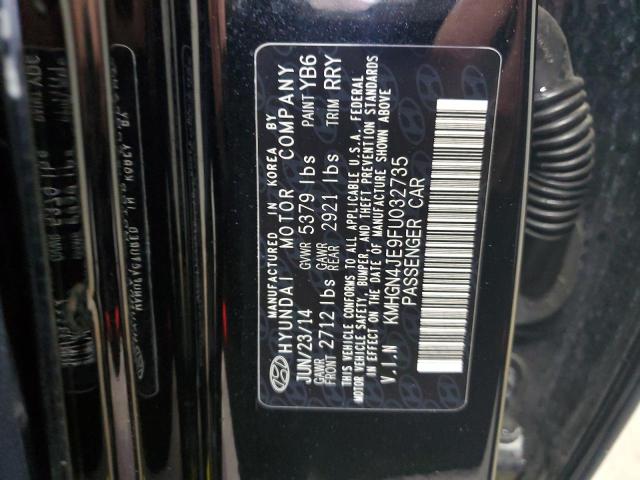 MANUFACTURED IN KOREA BY
HYUNDAI MOTOR COMPANY
JUN/23/14 GVWR 5379 lbs PAINT YB6
GAWR FRONT 2712 lbs GAWR REAR 2921 lbs TRIM RRY
THIS VEHICLE CONFORMS TO ALL APPLICABLE U.S.A. FEDERAL
MOTOR VEHICLE SAFETY, BUMPER, AND THEFT PREVENTION STANDARDS
IN EFFECT ON THE DATE OF MANUFACTURE SHOWN ABOVE
V.I.N KMHGN4JE9FU032735
PASSENGER CAR